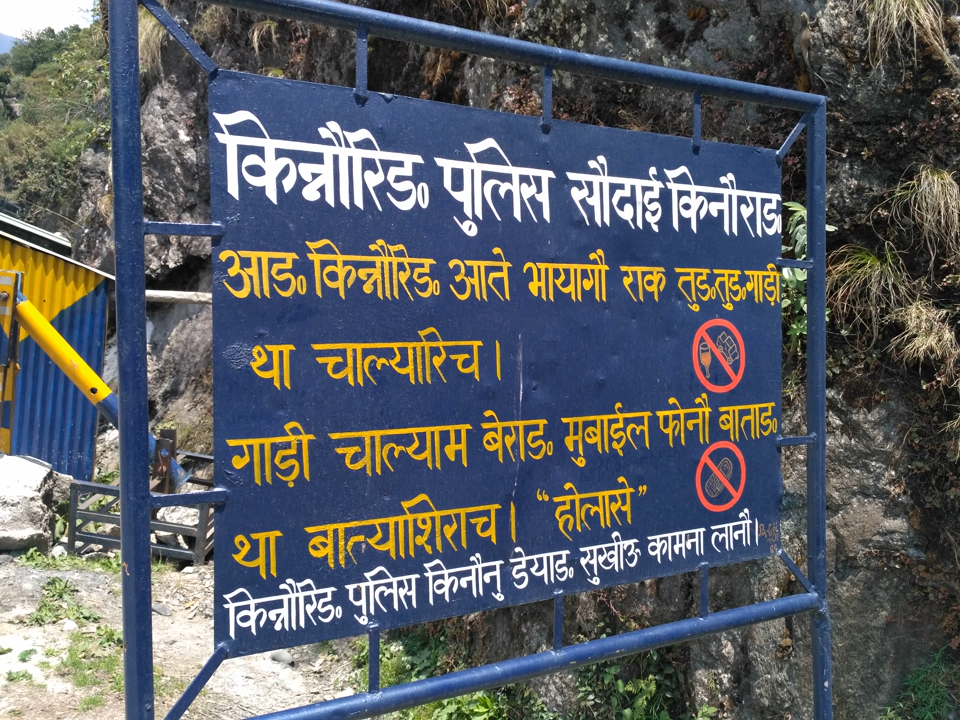 किन्नौरिड॰ पुलिस सौदाई किनौराड॰
आड॰ किन्नौरेड॰ आते भायागौ राक तुड॰तुड॰गाड़ी
था चाल्यारिच।
गाड़ी चाल्याम बेराड॰ मुबाईल फोनौ बाताड॰
था बात्याशिराच। “होलासे”
किन्नौरिड॰ पुलिस किनौनु डेयाड॰ सुखीऊ कामना लानौ।